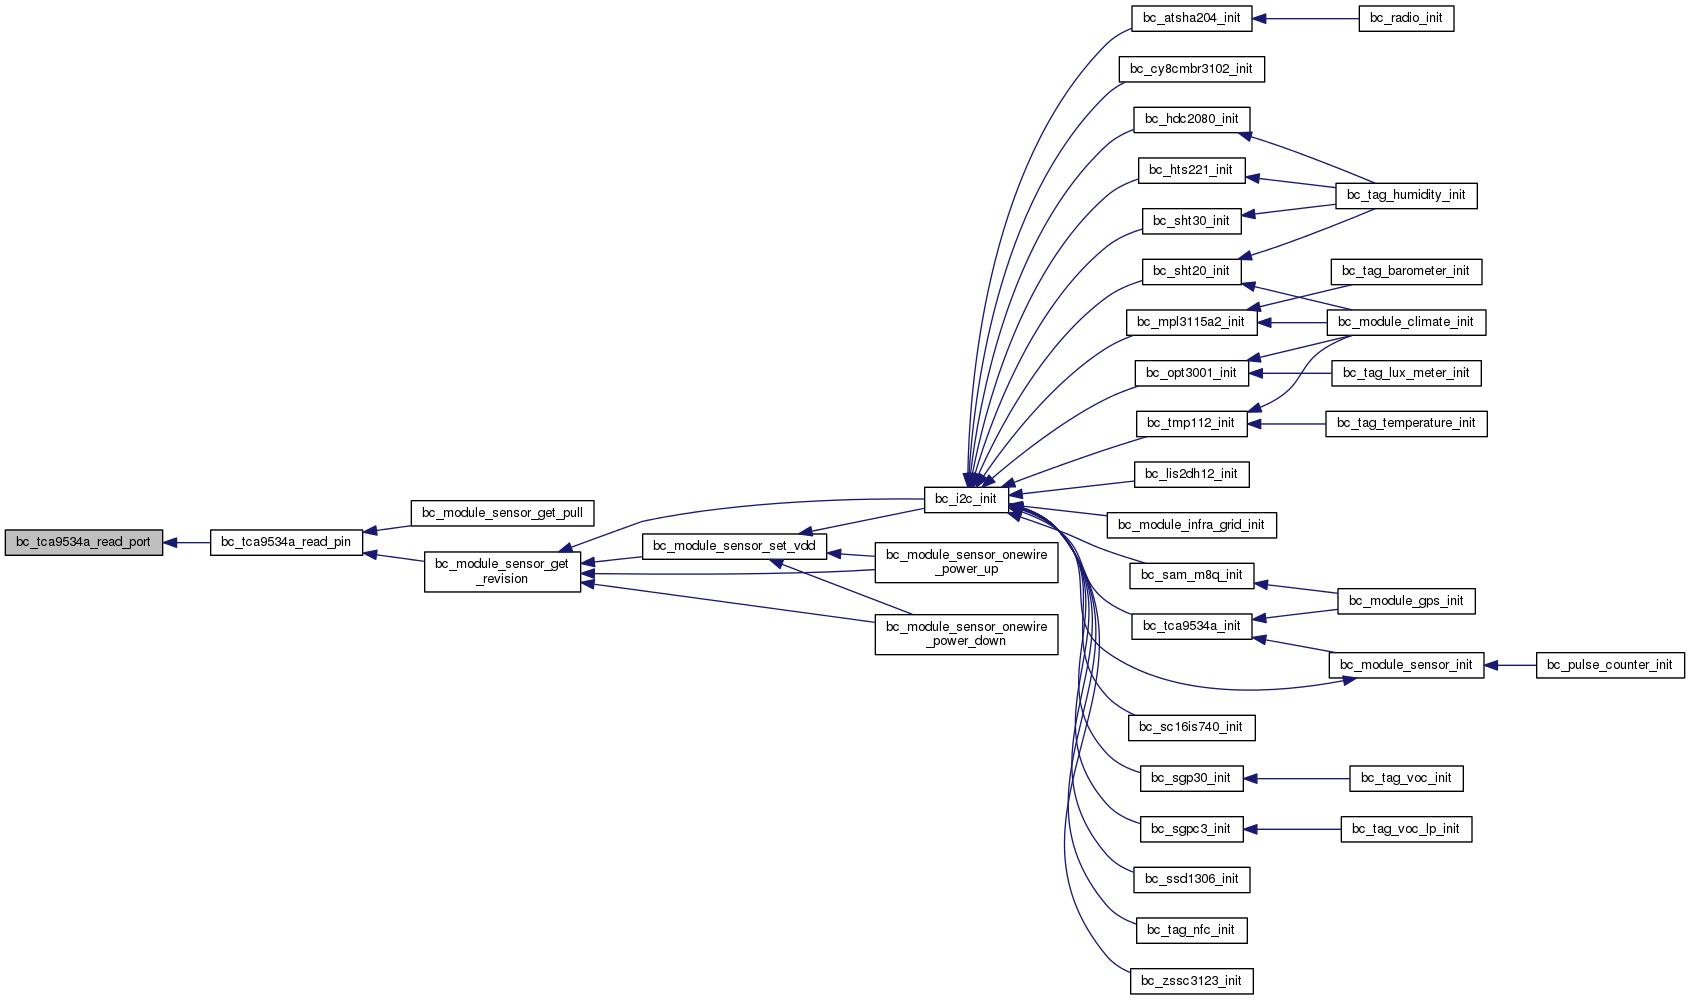 bc_tca9534a_read_port
bc_tca9534a_read_pin
bc_module_sensor_get_pull
bc_module_sensor_get
_revision
bc_module_sensor_set_vdd
bc_module_sensor_onewire
_power_up
bc_module_sensor_onewire
_power_down
bc_i2c_init
bc_atsha204_init
bc_radio_init
bc_cy8cmbr3102_init
bc_hdc2080_init
bc_hts221_init
bc_tag_humidity_init
bc_sht30_init
bc_sht20_init
bc_tag_barometer_init
bc_mpl3115a2_init
bc_module_climate_init
bc_opt3001_init
bc_tag_lux_meter_init
bc_tmp112_init
bc_tag_temperature_init
bc_lis2dh12_init
bc_module_infra_grid_init
bc_sam_m8q_init
bc_module_gps_init
bc_tca9534a_init
bc_module_sensor_init
bc_pulse_counter_init
bc_sc16is740_init
bc_sgp30_init
bc_tag_voc_init
bc_sgpc3_init
bc_tag_voc_lp_init
bc_ssd1306_init
bc_tag_nfc_init
bc_zssc3123_init